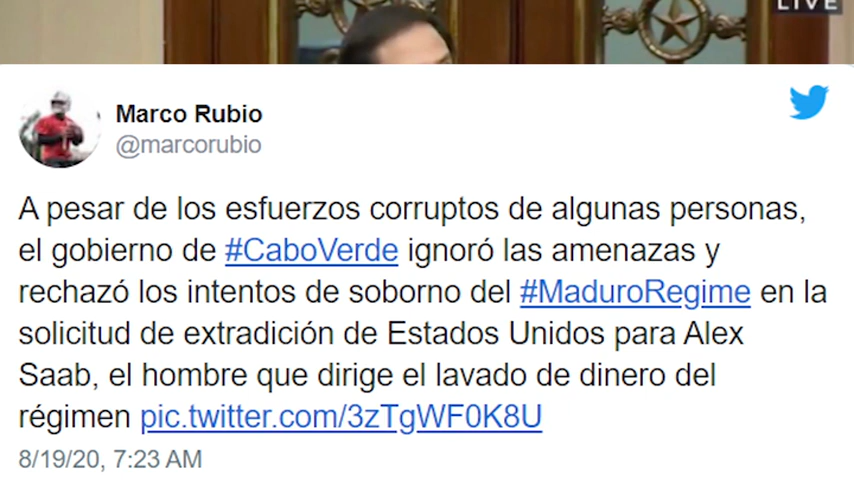 LIVE
Marco Rubio
@marcorubio
A pesar de los esfuerzos corruptos de algunas personas,
el gobierno de #CaboVerde ignoró las amenazas y
rechazó los intentos de soborno del #MaduroRegime en la
solicitud de extradición de Estados Unidos para Alex
Saab, el hombre que dirige el lavado de dinero del
régimen pic.twitter.com/3zTgWF0K8U
8/19/20, 7:23 AM